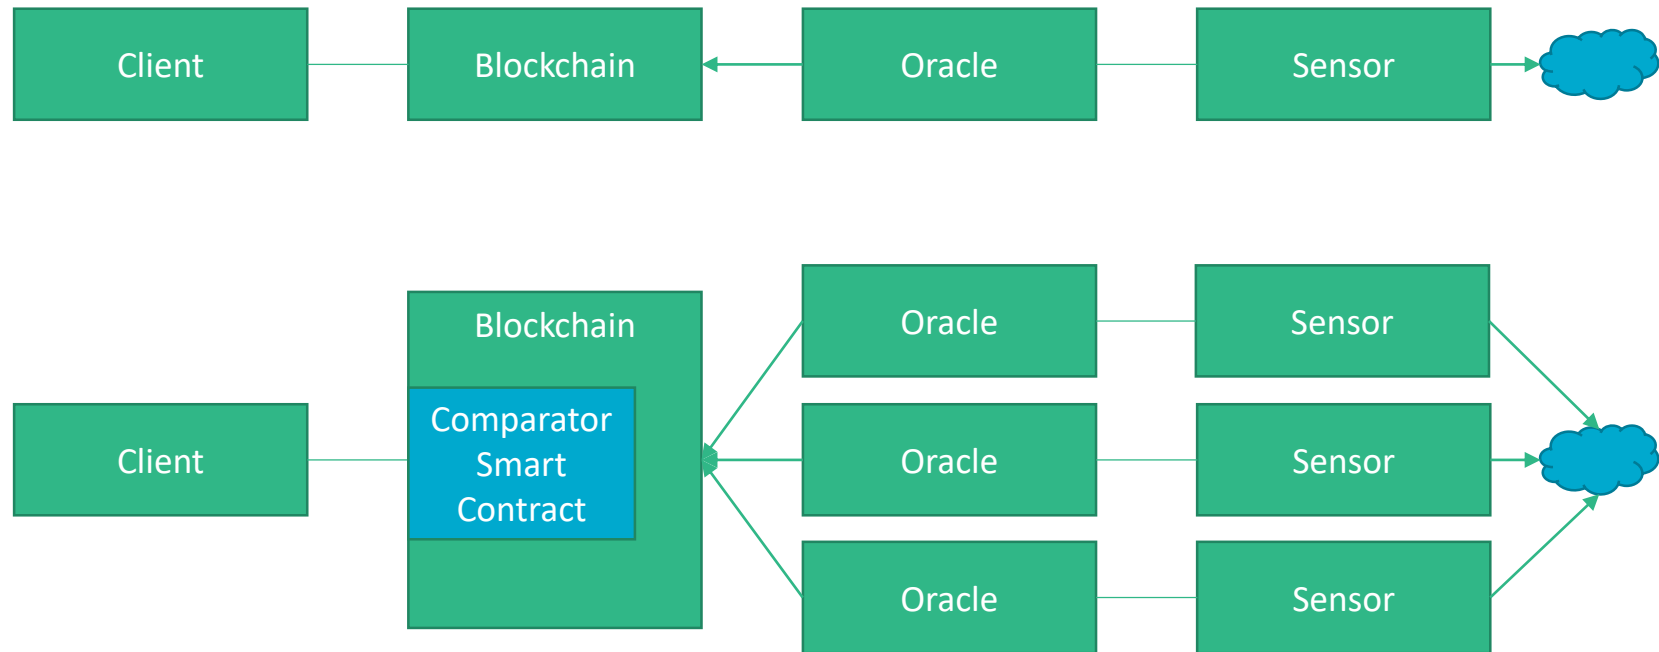 Client
Blockchain
Oracle
Sensor
Blockchain
Oracle
Sensor
Client
Comparator
Smart
Contract
Oracle
Sensor
Oracle
Sensor